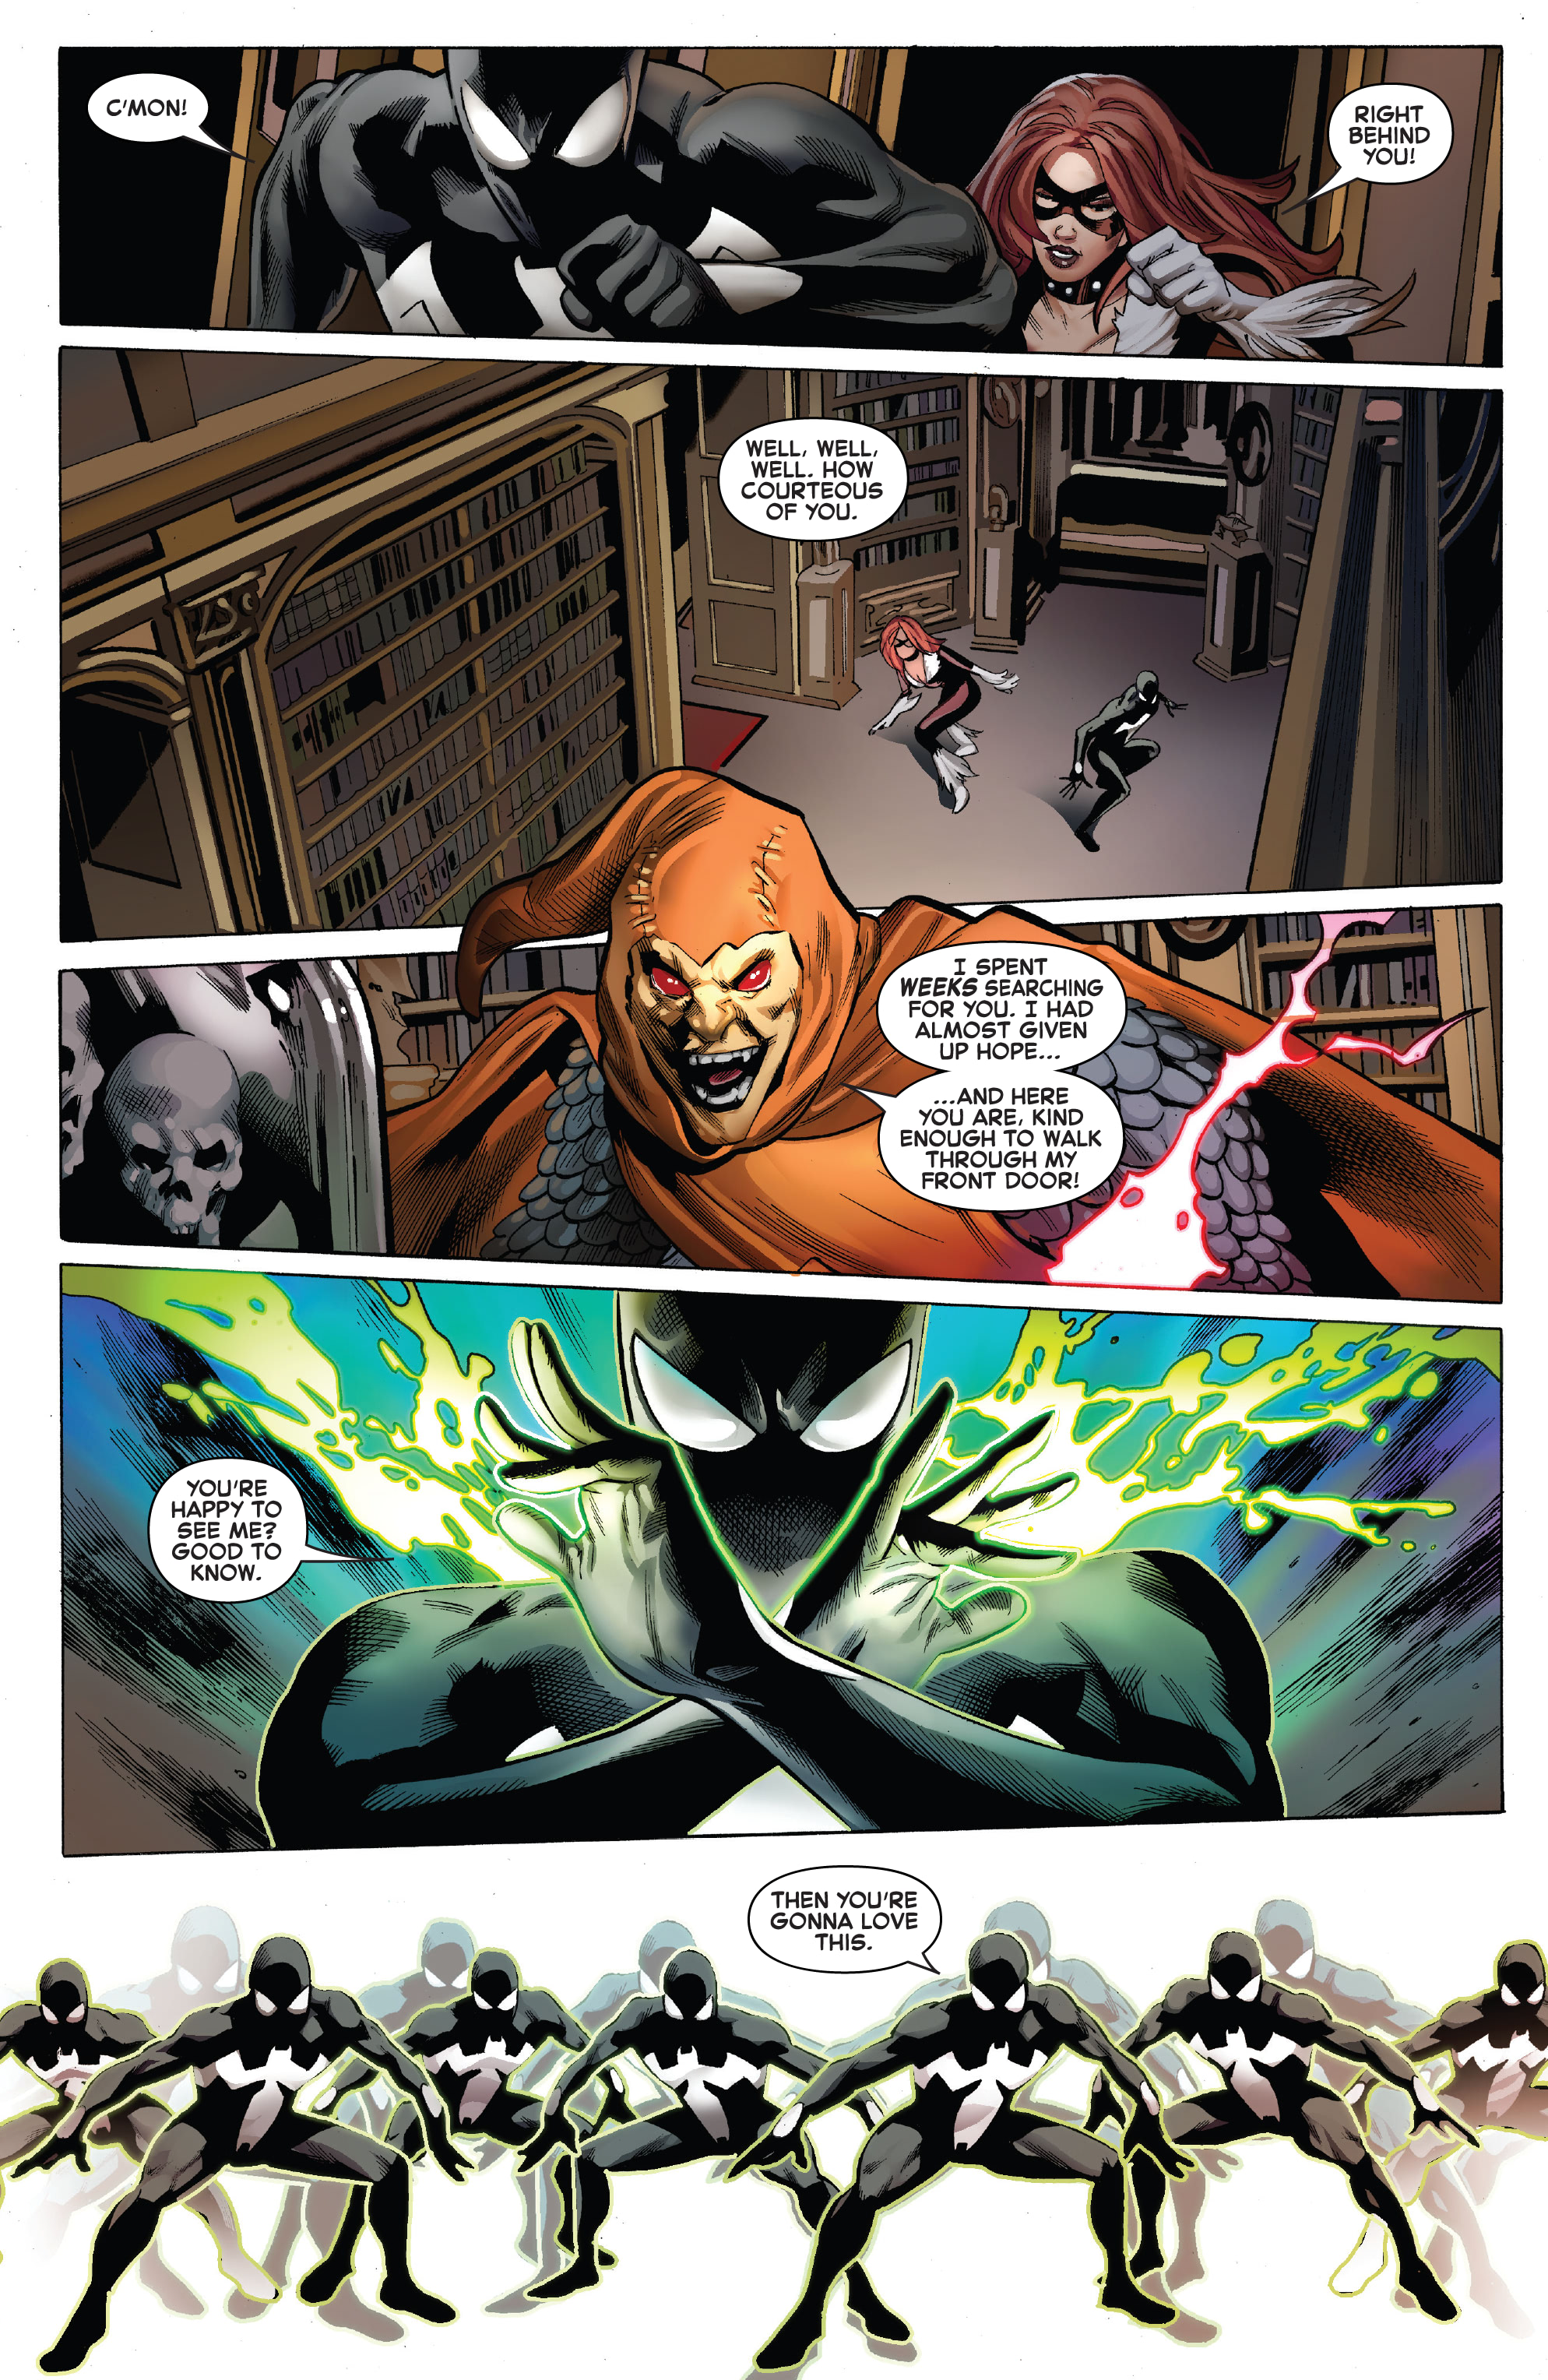 C'MON!
RIGHT
BEHIND
YOU!
WELL, WELL,
WELL. HOW
COURTEOUS
OF YOU.
I SPENT
WEEKS SEARCHING
FOR YOU. I HAD
ALMOST GIVEN
UP HOPE...
...AND HERE
YOU ARE, KIND
ENOUGH TO WALK
THROUGH MY
FRONT DOOR!
YOU'RE
HAPPY TO
SEE ME?
GOOD TO
KNOW.
THEN YOU'RE
GONNA LOVE
THIS.